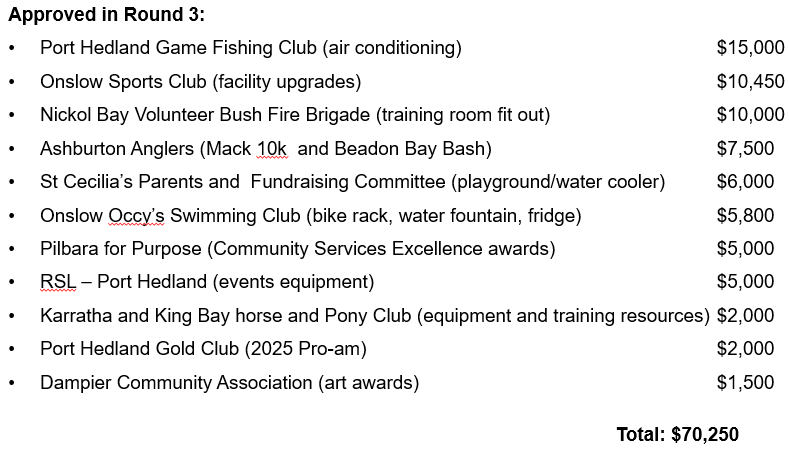 Approved in Round 3:
• Port Hedland Game Fishing Club (air conditioning) $15,000
• Onslow Sports Club (facility upgrades) $10,450
• Nickol Bay Volunteer Bush Fire Brigade (training room fit out) $10,000
• Ashburton Anglers (Mack 10k  and Beadon Bay Bash) $7,500
• St Cecilia’s Parents and  Fundraising Committee (playground/water cooler) $6,000
• Onslow Occy’s Swimming Club (bike rack, water fountain, fridge) $5,800
• Pilbara for Purpose (Community Services Excellence awards) $5,000
• RSL – Port Hedland (events equipment) $5,000
• Karratha and King Bay horse and Pony Club (equipment and training resources) $2,000
• Port Hedland Gold Club (2025 Pro-am) $2,000
• Dampier Community Association (art awards) $1,500
Total: $70,250